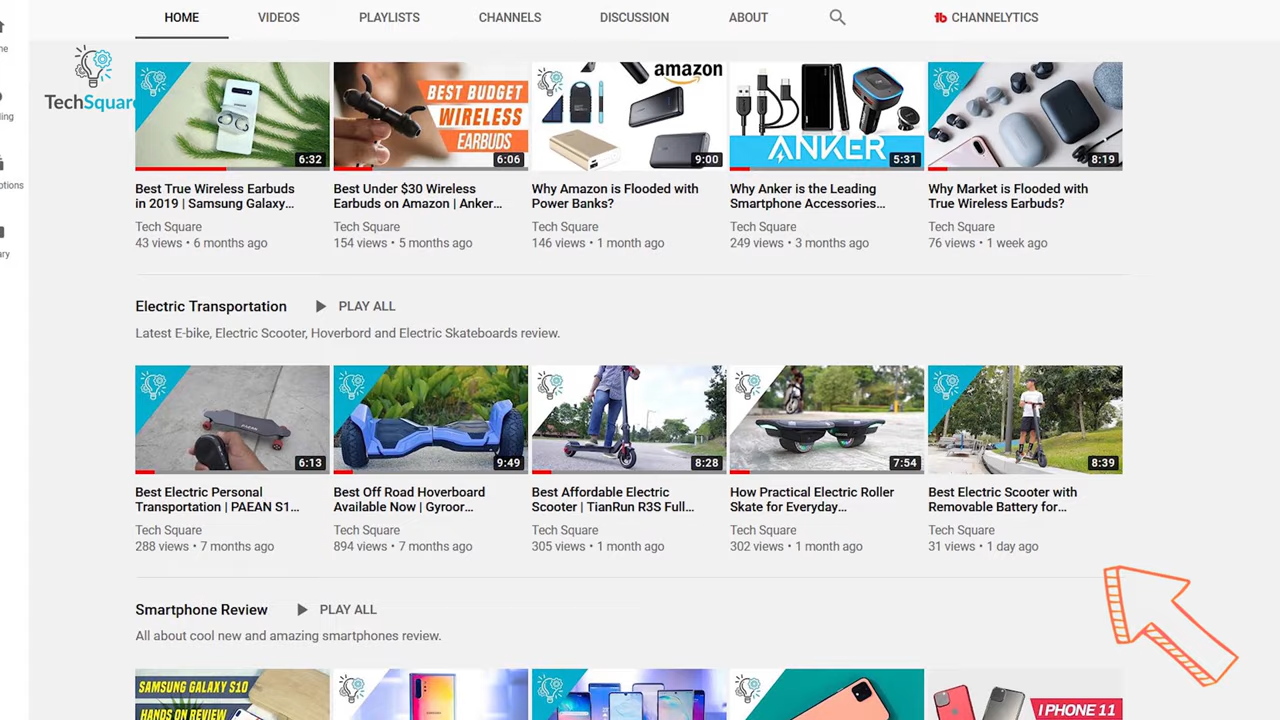 HOME VIDEOS PLAYLISTS CHANNELS DISCUSSION ABOUT tb CHANNELYTICS
TechSquare
amazon
BEST BUDGET
WIRELESS
EARBUDS
ANKER
6:32 6:06 9:00 5:31 8:19
Best True Wireless Earbuds
in 2019 | Samsung Galaxy...
Tech Square
43 views • 6 months ago
Best Under $30 Wireless
Earbuds on Amazon | Anker...
Tech Square
154 views • 5 months ago
Why Amazon is Flooded with
Power Banks?
Tech Square
146 views • 1 month ago
Why Anker is the Leading
Smartphone Accessories...
Tech Square
249 views • 3 months ago
Why Market is Flooded with
True Wireless Earbuds?
Tech Square
76 views • 1 week ago
Electric Transportation PLAY ALL
Latest E-bike, Electric Scooter, Hoverbord and Electric Skateboards review.
PAEAN
6:13 9:49 8:28 7:54 8:39
Best Electric Personal
Transportation | PAEAN S1...
Tech Square
288 views • 7 months ago
Best Off Road Hoverboard
Available Now | Gyroor...
Tech Square
894 views • 7 months ago
Best Affordable Electric
Scooter | TianRun R3S Full...
Tech Square
305 views • 1 month ago
How Practical Electric Roller
Skate for Everyday...
Tech Square
302 views • 1 month ago
Best Electric Scooter with
Removable Battery for...
Tech Square
31 views • 1 day ago
Smartphone Review PLAY ALL
All about cool new and amazing smartphones review.
SAMSUNG GALAXY S10
HANDS ON REVIEW
I PHONE 11